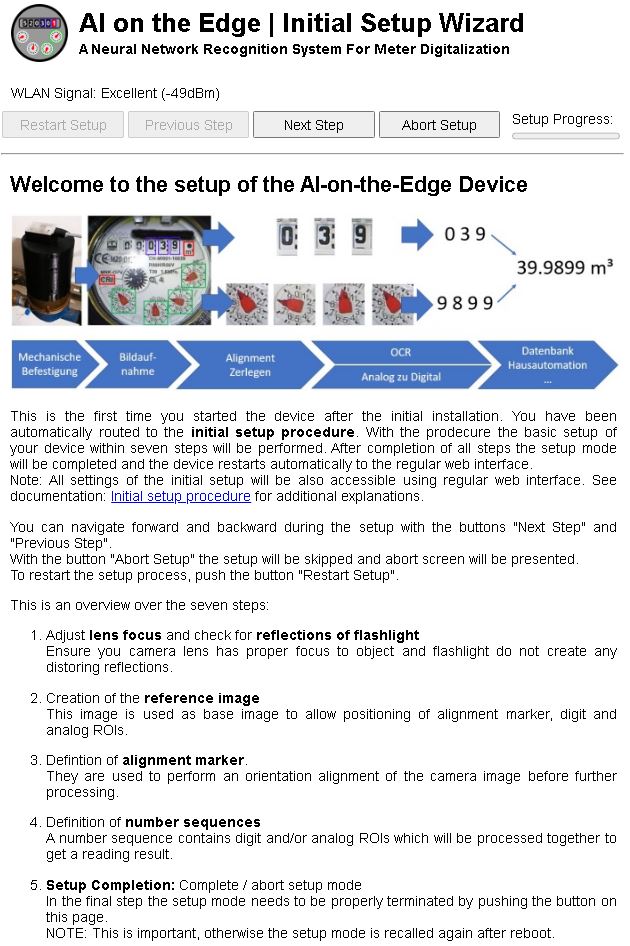 AI on the Edge | Initial Setup Wizard
A Neural Network Recognition System For Meter Digitalization
WLAN Signal: Excellent (-49dBm)
Restart Setup
Previous Step
Next Step
Abort Setup
Setup Progress:
Welcome to the setup of the AI-on-the-Edge Device
0 3 9
0 3 9
39.9899 m³
9 8 9 9
Mechanische
Befestigung
Bildauf-
nahme
Alignment
Zerlegen
OCR
Analog zu Digital
Datenbank
Hausautomation
...
This is the first time you started the device after the initial installation. You have been
automatically routed to the initial setup procedure. With the prodecure the basic setup of
your device within seven steps will be performed. After completion of all steps the setup mode
will be completed and the device restarts automatically to the regular web interface.
Note: All settings of the initial setup will be also accessible using regular web interface. See
documentation: Initial setup procedure for additional explanations.
You can navigate forward and backward during the setup with the buttons "Next Step" and
"Previous Step".
With the button "Abort Setup" the setup will be skipped and abort screen will be presented.
To restart the setup process, push the button "Restart Setup".
This is an overview over the seven steps:
1. Adjust lens focus and check for reflections of flashlight
Ensure you camera lens has proper focus to object and flashlight do not create any
distoring reflections.
2. Creation of the reference image
This image is used as base image to allow positioning of alignment marker, digit and
analog ROIs.
3. Defintion of alignment marker.
They are used to perform an orientation alignment of the camera image before further
processing.
4. Definition of number sequences
A number sequence contains digit and/or analog ROIs which will be processed together to
get a reading result.
5. Setup Completion: Complete / abort setup mode
In the final step the setup mode needs to be properly terminated by pushing the button on
this page.
NOTE: This is important, otherwise the setup mode is recalled again after reboot.